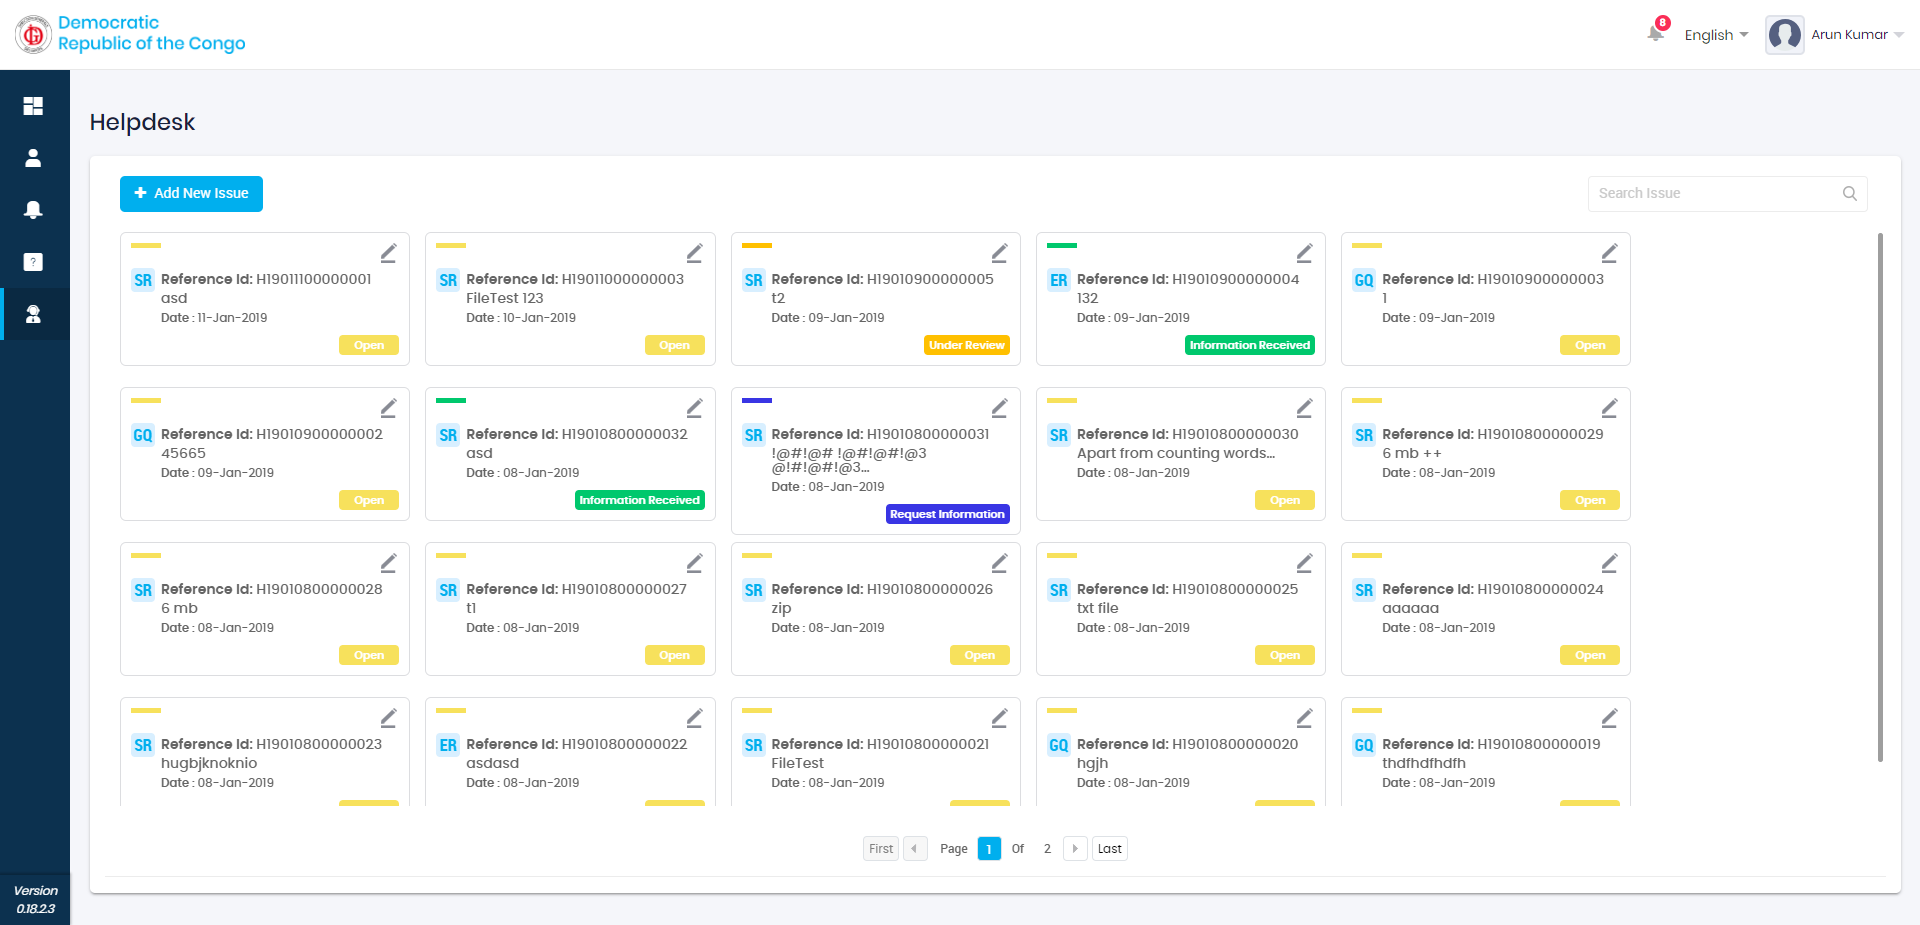 Democratic
Republic of the Congo
8
English
Arun Kumar
Helpdesk
+ Add New Issue
Search Issue
SR Reference Id: H19011100000001
asd
Date : 11-Jan-2019
Open
SR Reference Id: H19011000000003
FileTest 123
Date : 10-Jan-2019
Open
SR Reference Id: H19010900000005
t2
Date : 09-Jan-2019
Under Review
ER Reference Id: H19010900000004
132
Date : 09-Jan-2019
Information Received
GQ Reference Id: H19010900000003
1
Date : 09-Jan-2019
Open
GQ Reference Id: H19010900000002
45665
Date : 09-Jan-2019
Open
SR Reference Id: H19010800000032
asd
Date : 08-Jan-2019
Information Received
SR Reference Id: H19010800000031
!@#!@# !@#!@#!@3
@!#!@#!@3...
Date : 08-Jan-2019
Request Information
SR Reference Id: H19010800000030
Apart from counting words...
Date : 08-Jan-2019
Open
SR Reference Id: H19010800000029
6 mb ++
Date : 08-Jan-2019
Open
SR Reference Id: H19010800000028
6 mb
Date : 08-Jan-2019
Open
SR Reference Id: H19010800000027
t1
Date : 08-Jan-2019
Open
SR Reference Id: H19010800000026
zip
Date : 08-Jan-2019
Open
SR Reference Id: H19010800000025
txt file
Date : 08-Jan-2019
Open
SR Reference Id: H19010800000024
aaaaaa
Date : 08-Jan-2019
Open
SR Reference Id: H19010800000023
hugbjknoknio
Date : 08-Jan-2019
ER Reference Id: H19010800000022
asdasd
Date : 08-Jan-2019
SR Reference Id: H19010800000021
FileTest
Date : 08-Jan-2019
GQ Reference Id: H19010800000020
hgjh
Date : 08-Jan-2019
GQ Reference Id: H19010800000019
thdfhdfhdfh
Date : 08-Jan-2019
First Page 1 Of 2 Last
Version
0.18.2.3